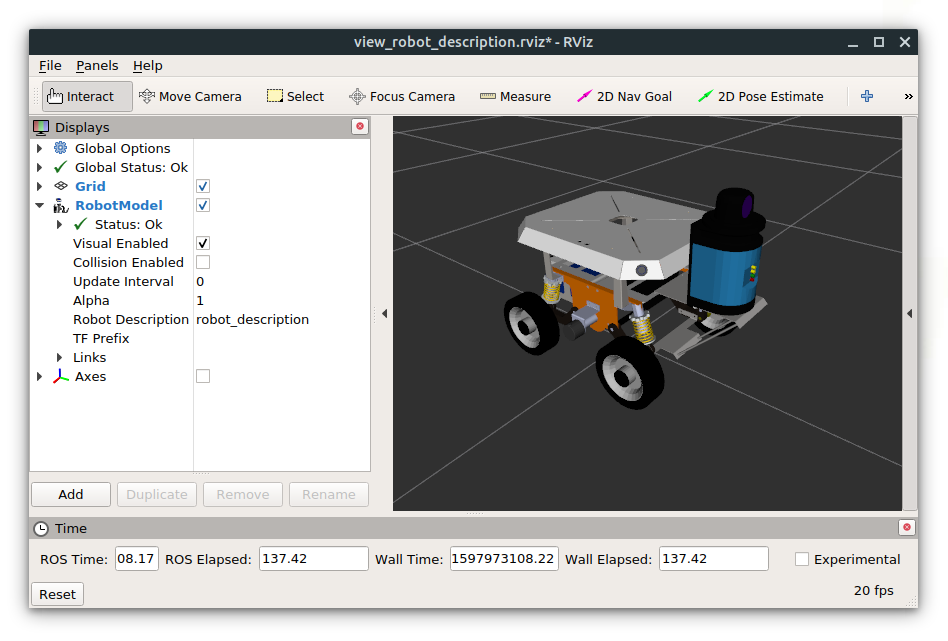 view_robot_description.rviz* - RViz
File Panels Help
Interact Move Camera Select Focus Camera Measure 2D Nav Goal 2D Pose Estimate »
Displays
Global Options
Global Status: Ok
Grid
RobotModel
Status: Ok
Visual Enabled
Collision Enabled
Update Interval 0
Alpha 1
Robot Description robot_description
TF Prefix
Links
Axes
Add Duplicate Remove Rename
Time
ROS Time: 08.17 ROS Elapsed: 137.42 Wall Time: 1597973108.22 Wall Elapsed: 137.42 Experimental
Reset 20 fps